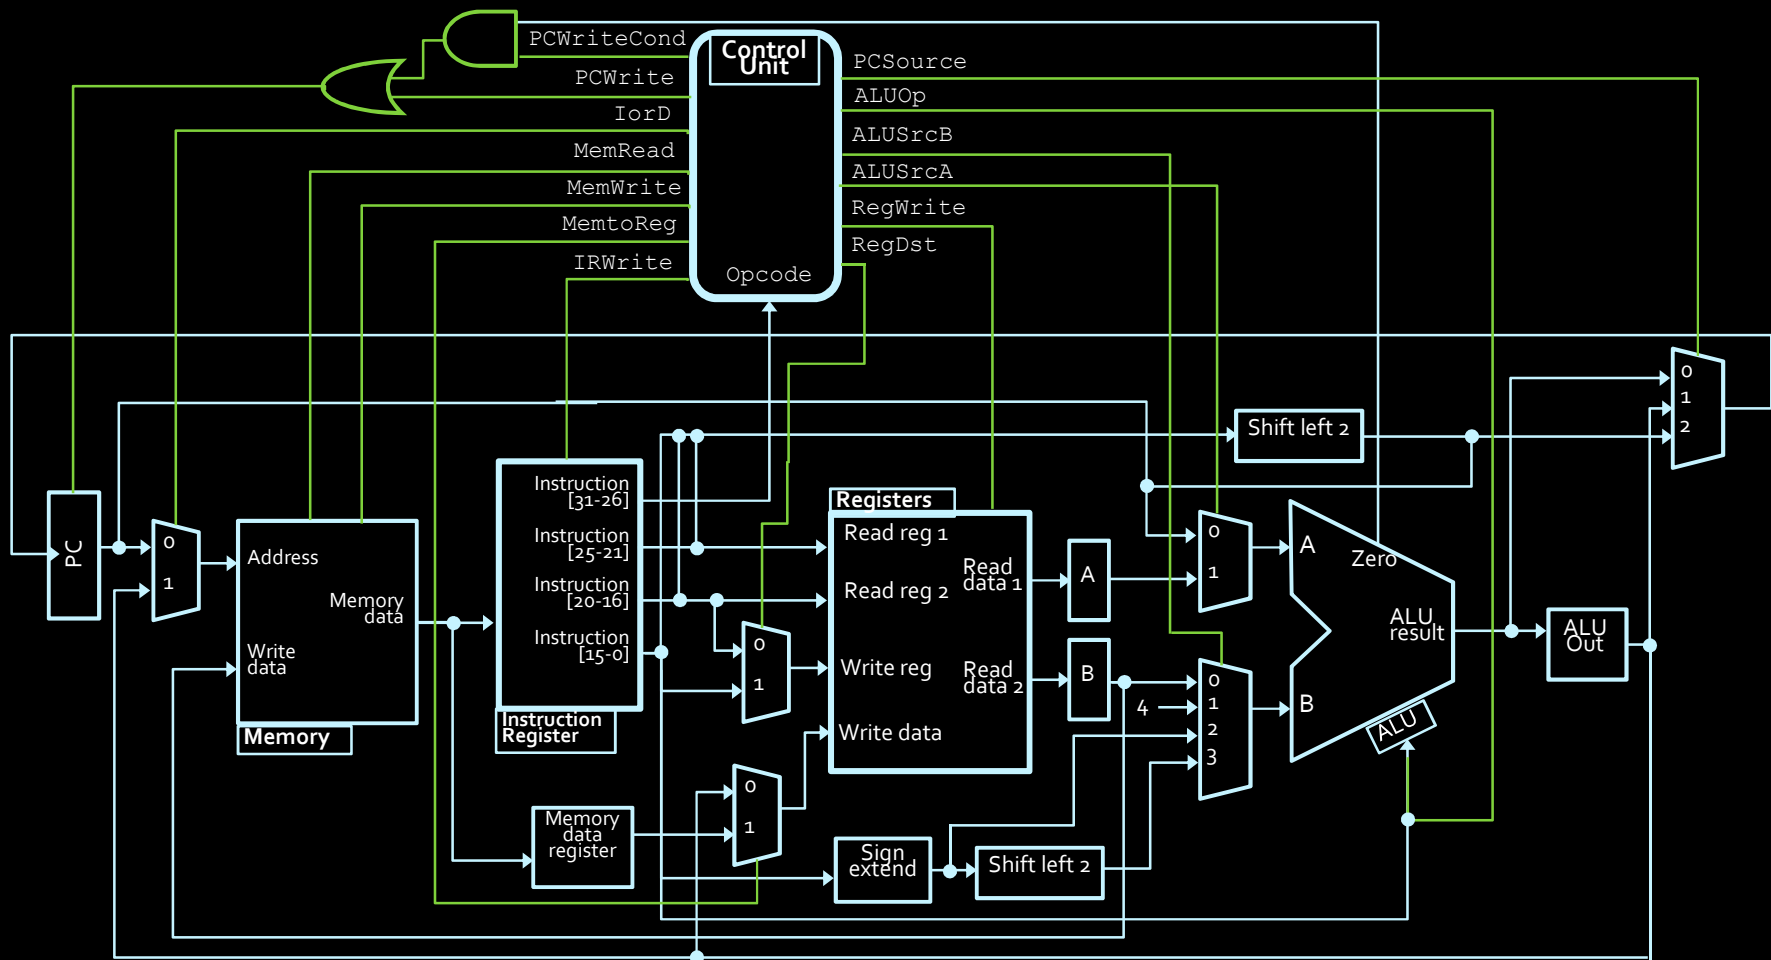 PCWriteCond
PCWrite
IorD
MemRead
MemWrite
MemtoReg
IRWrite
Control
Unit
Opcode
PCSource
ALUOp
ALUSrcB
ALUSrcA
RegWrite
RegDst
PC
0
1
Address
Memory
data
Write
data
Memory
Instruction
[31-26]
Instruction
[25-21]
Instruction
[20-16]
Instruction
[15-0]
Instruction
Register
Memory
data
register
0
1
0
1
Registers
Read reg 1
Read reg 2
Write reg
Write data
Read
data 1
Read
data 2
Sign
extend
Shift left 2
A
B
4
Shift left 2
0
1
0
1
2
3
A
B
Zero
ALU
result
ALU
ALU
Out
0
1
2